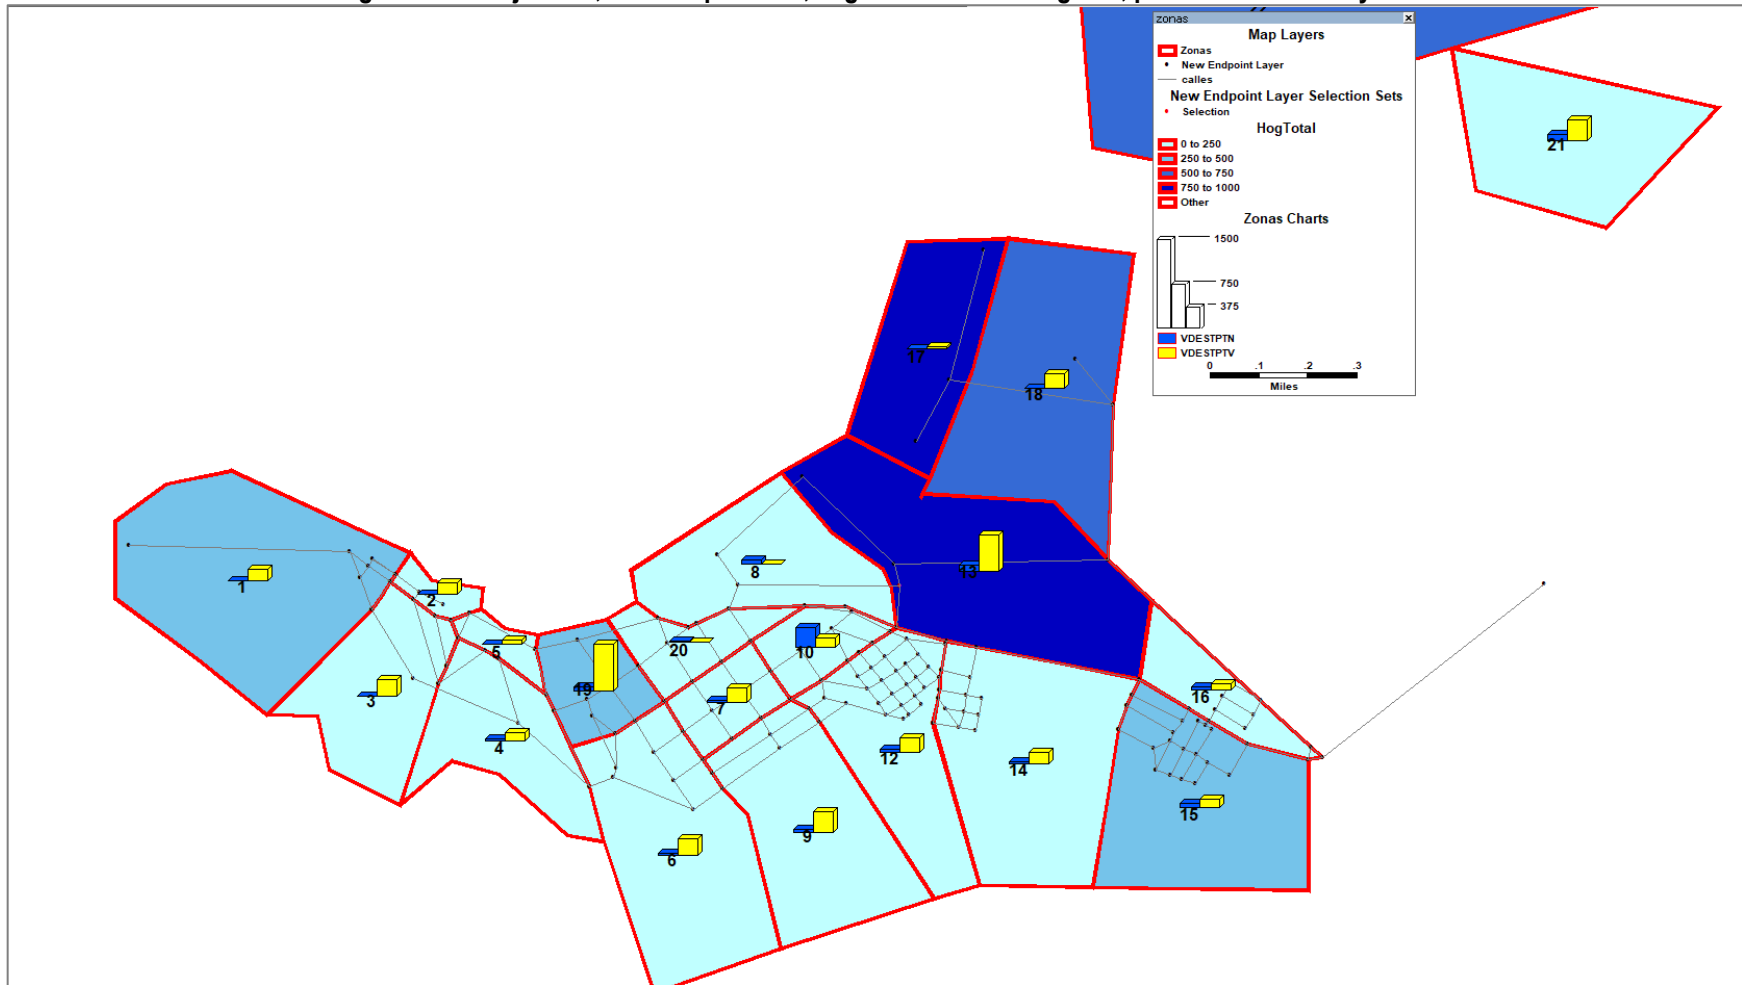 zonas
Map Layers
Zonas
New Endpoint Layer
calles
New Endpoint Layer Selection Sets
Selection
HogTotal
0 to 250
250 to 500
500 to 750
750 to 1000
Other
Zonas Charts
1500
750
375
VDESTPTN
VDESTPTV
0 .1 .2 .3
Miles
21
17
18
13
8
1
2
5
19
20
10
3
4
7
16
12
14
15
9
6